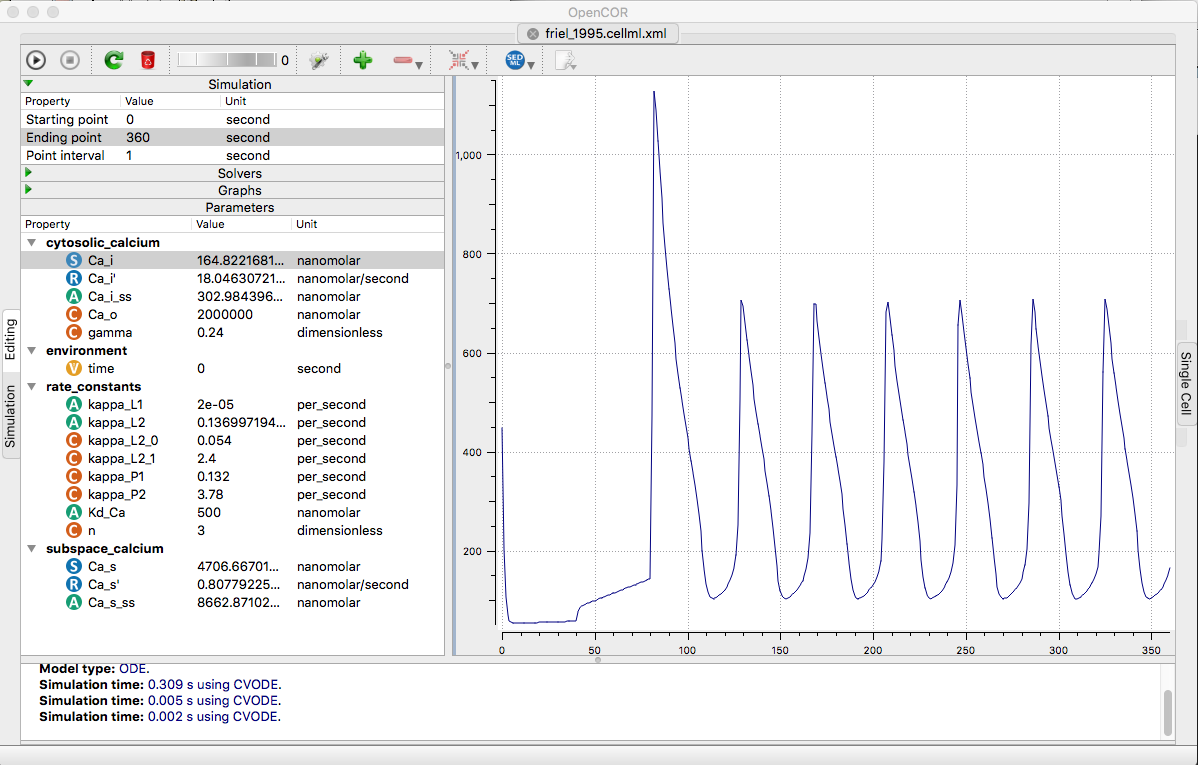 OpenCOR
friel_1995.cellml.xml
0
SED ML
Simulation
Property Value Unit
Starting point 0 second
Ending point 360 second
Point interval 1 second
Solvers
Graphs
Parameters
Property Value Unit
cytosolic_calcium
S Ca_i 164.8221681... nanomolar
R Ca_i' 18.04630721... nanomolar/second
A Ca_i_ss 302.984396... nanomolar
C Ca_o 2000000 nanomolar
C gamma 0.24 dimensionless
environment
V time 0 second
rate_constants
A kappa_L1 2e-05 per_second
A kappa_L2 0.136997194... per_second
C kappa_L2_0 0.054 per_second
C kappa_L2_1 2.4 per_second
C kappa_P1 0.132 per_second
C kappa_P2 3.78 per_second
A Kd_Ca 500 nanomolar
C n 3 dimensionless
subspace_calcium
S Ca_s 4706.66701... nanomolar
R Ca_s' 0.80779225... nanomolar/second
A Ca_s_ss 8662.87102... nanomolar
Editing
Simulation
1,000
800
600
400
200
0 50 100 150 200 250 300 350
Single Cell
Model type: ODE.
Simulation time: 0.309 s using CVODE.
Simulation time: 0.005 s using CVODE.
Simulation time: 0.002 s using CVODE.